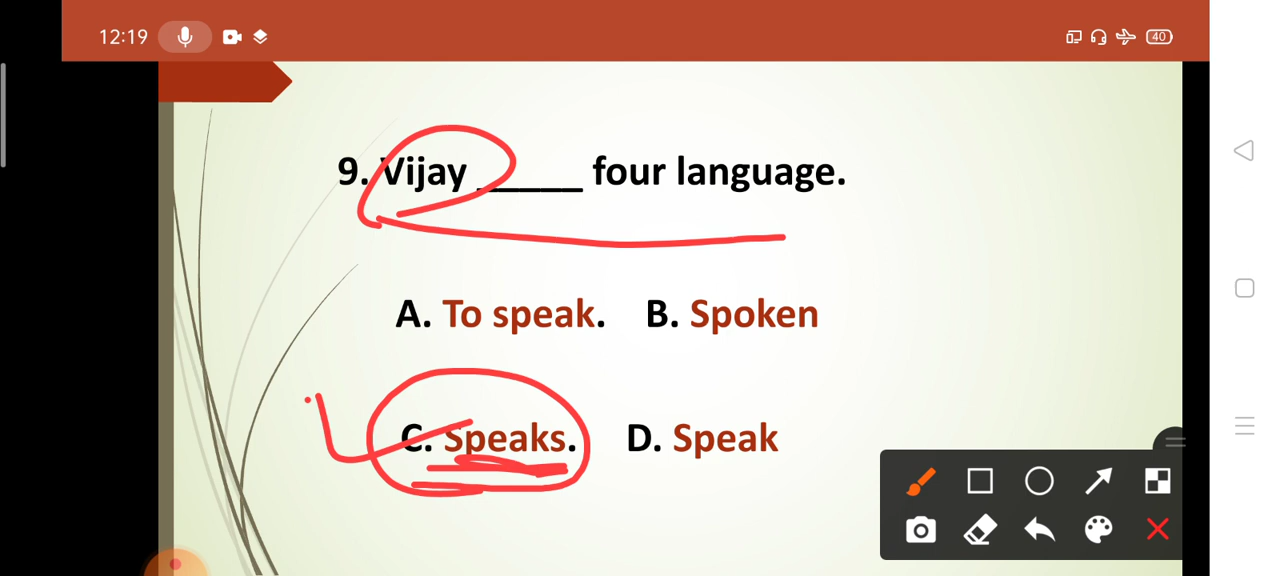 12:19
40
9. Vijay _____ four language.
A. To speak. B. Spoken
C. Speaks. D. Speak